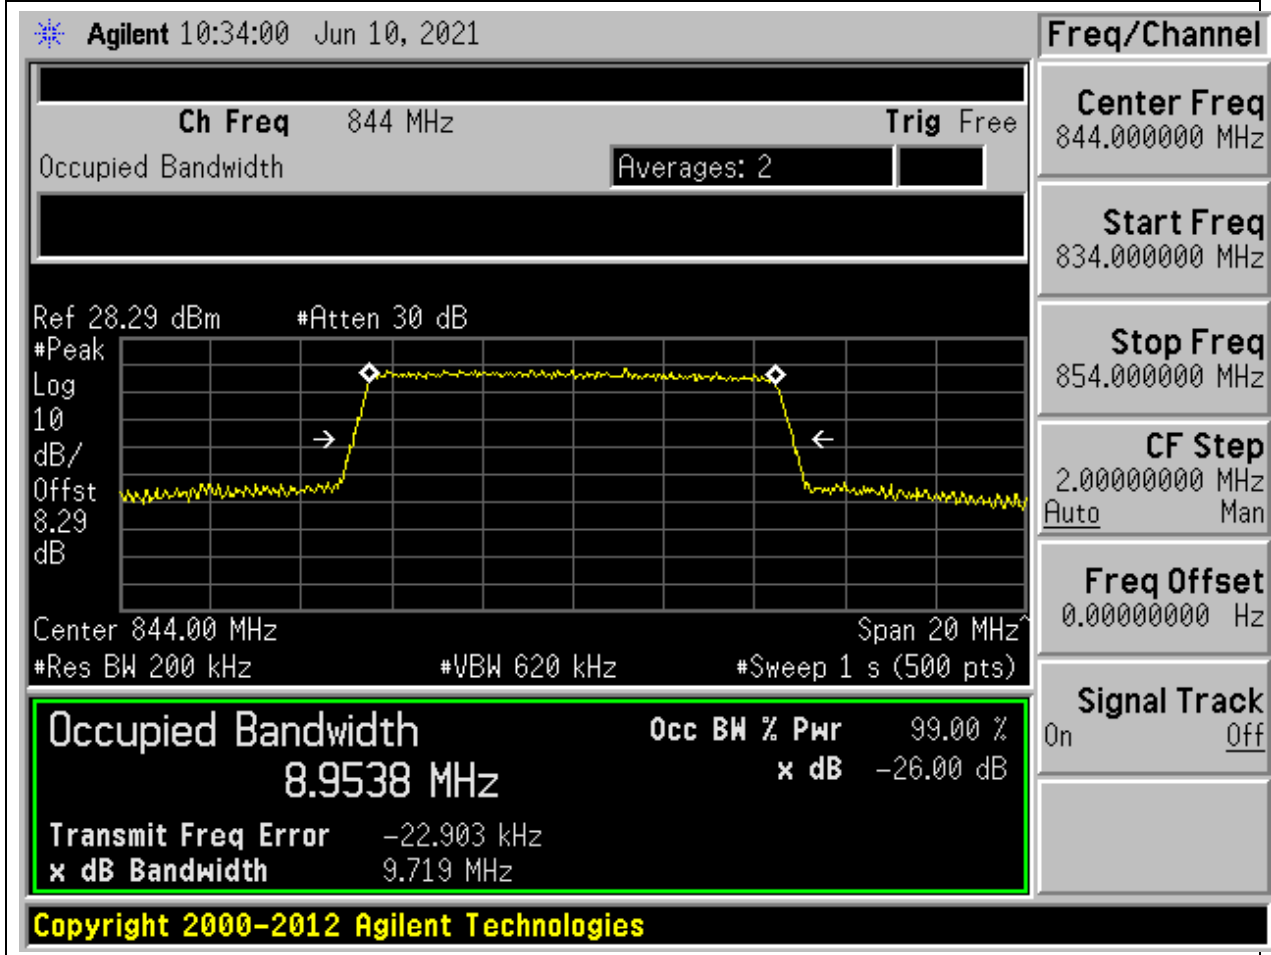 Agilent 10:34:00 Jun 10, 2021
Freq/Channel
Ch Freq 844 MHz Trig Free
Occupied Bandwidth Averages: 2
Center Freq
844.000000 MHz
Start Freq
834.000000 MHz
Stop Freq
854.000000 MHz
CF Step
2.00000000 MHz
Auto Man
Freq Offset
0.00000000 Hz
Signal Track
On Off
Ref 28.29 dBm #Atten 30 dB
#Peak
Log
10
dB/
Offst
8.29
dB
Center 844.00 MHz Span 20 MHz^
#Res BW 200 kHz #VBW 620 kHz #Sweep 1 s (500 pts)
Occupied Bandwidth Occ BW % Pwr 99.00 %
8.9538 MHz x dB -26.00 dB
Transmit Freq Error -22.903 kHz
x dB Bandwidth 9.719 MHz
Copyright 2000-2012 Agilent Technologies